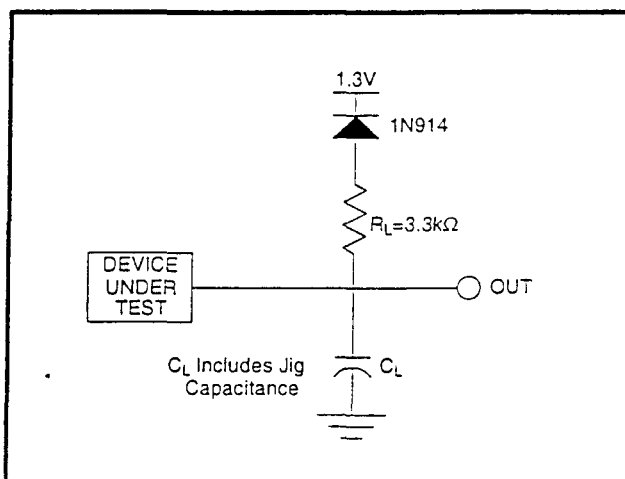 1.3V
1N914
R_L=3.3kΩ
DEVICE
UNDER
TEST
OUT
C_L Includes Jig
Capacitance
C_L